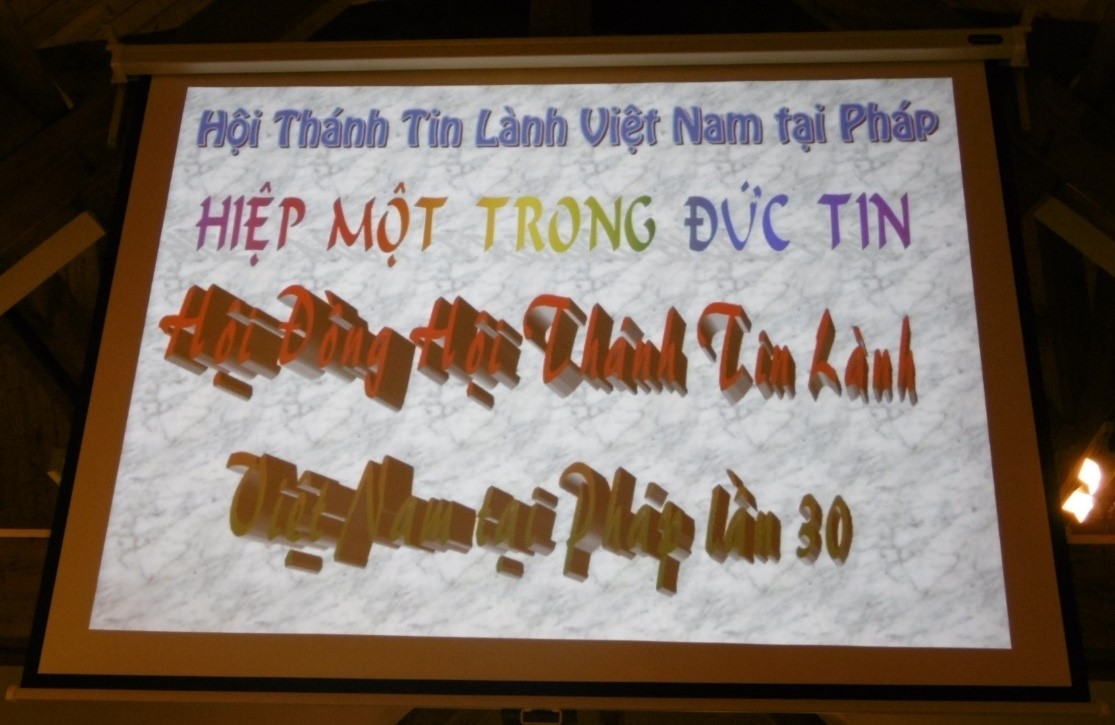 Hội Thánh Tin Lành Việt Nam tại Pháp
HIỆP MỘT TRONG ĐỨC TIN
Hội Đồng Hội Thánh Tin Lành
Việt Nam tại Pháp lần 30